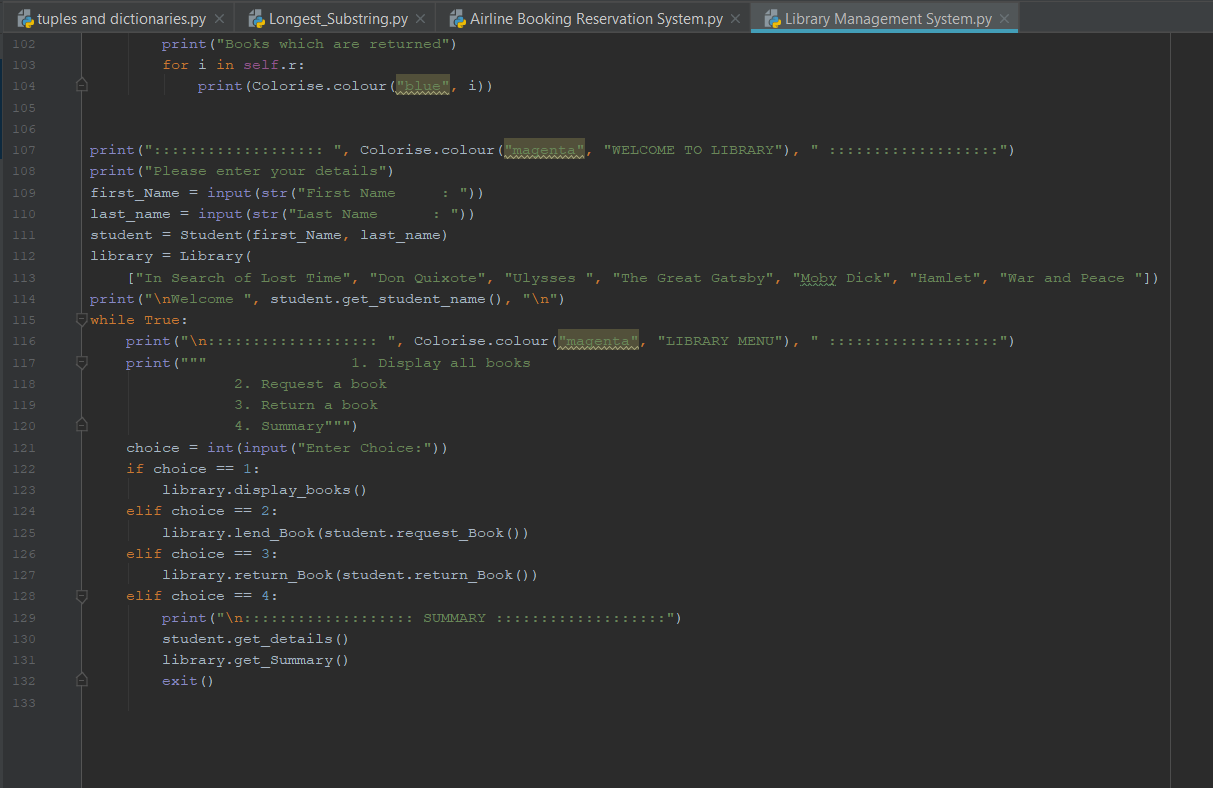 tuples and dictionaries.py × Longest_Substring.py × Airline Booking Reservation System.py × Library Management System.py ×
102 print("Books which are returned")
103 for i in self.r:
104 print(Colorise.colour("blue", i))
105
106
107 print("::::::::::::::::::: ", Colorise.colour("magenta", "WELCOME TO LIBRARY"), " :::::::::::::::::::")
108 print("Please enter your details")
109 first_Name = input(str("First Name     : "))
110 last_name = input(str("Last Name      : "))
111 student = Student(first_Name, last_name)
112 library = Library(
113 ["In Search of Lost Time", "Don Quixote", "Ulysses ", "The Great Gatsby", "Moby Dick", "Hamlet", "War and Peace "])
114 print("\nWelcome ", student.get_student_name(), "\n")
115 while True:
116 print("\n::::::::::::::::::: ", Colorise.colour("magenta", "LIBRARY MENU"), " :::::::::::::::::::")
117 print("""                1. Display all books
118 2. Request a book
119 3. Return a book
120 4. Summary""")
121 choice = int(input("Enter Choice:"))
122 if choice == 1:
123 library.display_books()
124 elif choice == 2:
125 library.lend_Book(student.request_Book())
126 elif choice == 3:
127 library.return_Book(student.return_Book())
128 elif choice == 4:
129 print("\n::::::::::::::::::: SUMMARY :::::::::::::::::::")
130 student.get_details()
131 library.get_Summary()
132 exit()
133